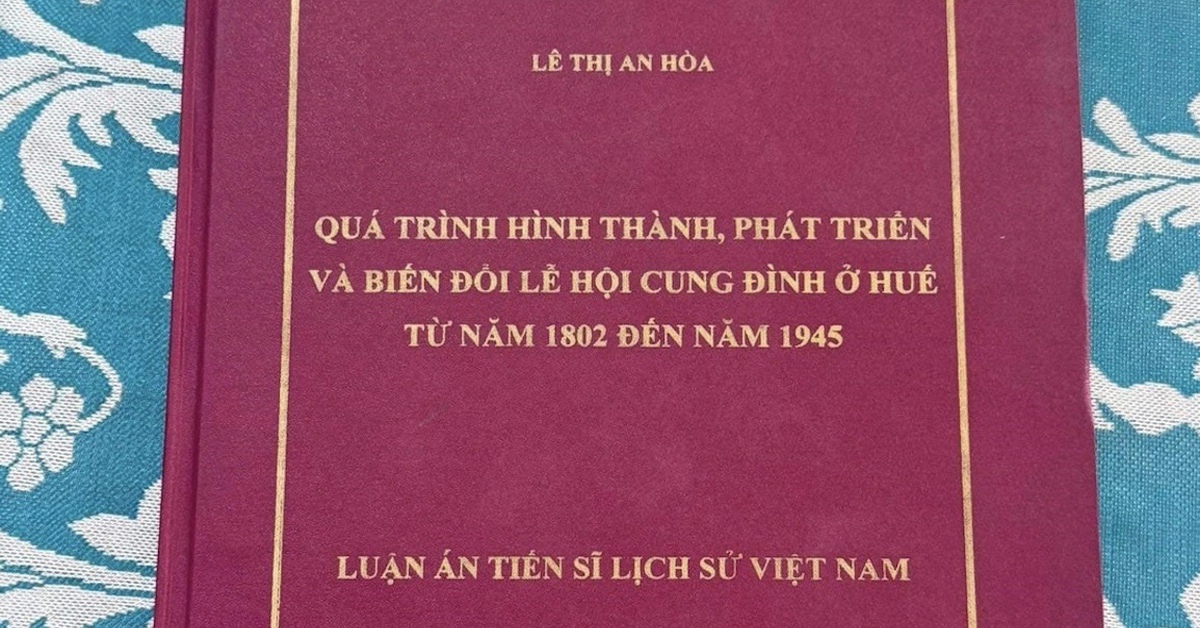 LÊ THỊ AN HÒA
QUÁ TRÌNH HÌNH THÀNH, PHÁT TRIỂN
VÀ BIẾN ĐỔI LỄ HỘI CUNG ĐÌNH Ở HUẾ
TỪ NĂM 1802 ĐẾN NĂM 1945
LUẬN ÁN TIẾN SĨ LỊCH SỬ VIỆT NAM